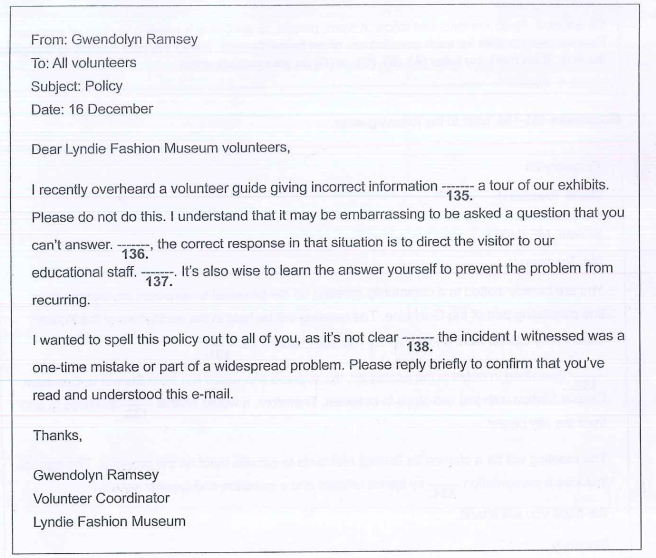 From: Gwendolyn Ramsey
To: All volunteers
Subject: Policy
Date: 16 December
Dear Lyndie Fashion Museum volunteers,
I recently overheard a volunteer guide giving incorrect information ------- a tour of our exhibits.
135.
Please do not do this. I understand that it may be embarrassing to be asked a question that you
can't answer. -------, the correct response in that situation is to direct the visitor to our
136.
educational staff. -------. It's also wise to learn the answer yourself to prevent the problem from
137.
recurring.
I wanted to spell this policy out to all of you, as it's not clear ------- the incident I witnessed was a
138.
one-time mistake or part of a widespread problem. Please reply briefly to confirm that you've
read and understood this e-mail.
Thanks,
Gwendolyn Ramsey
Volunteer Coordinator
Lyndie Fashion Museum